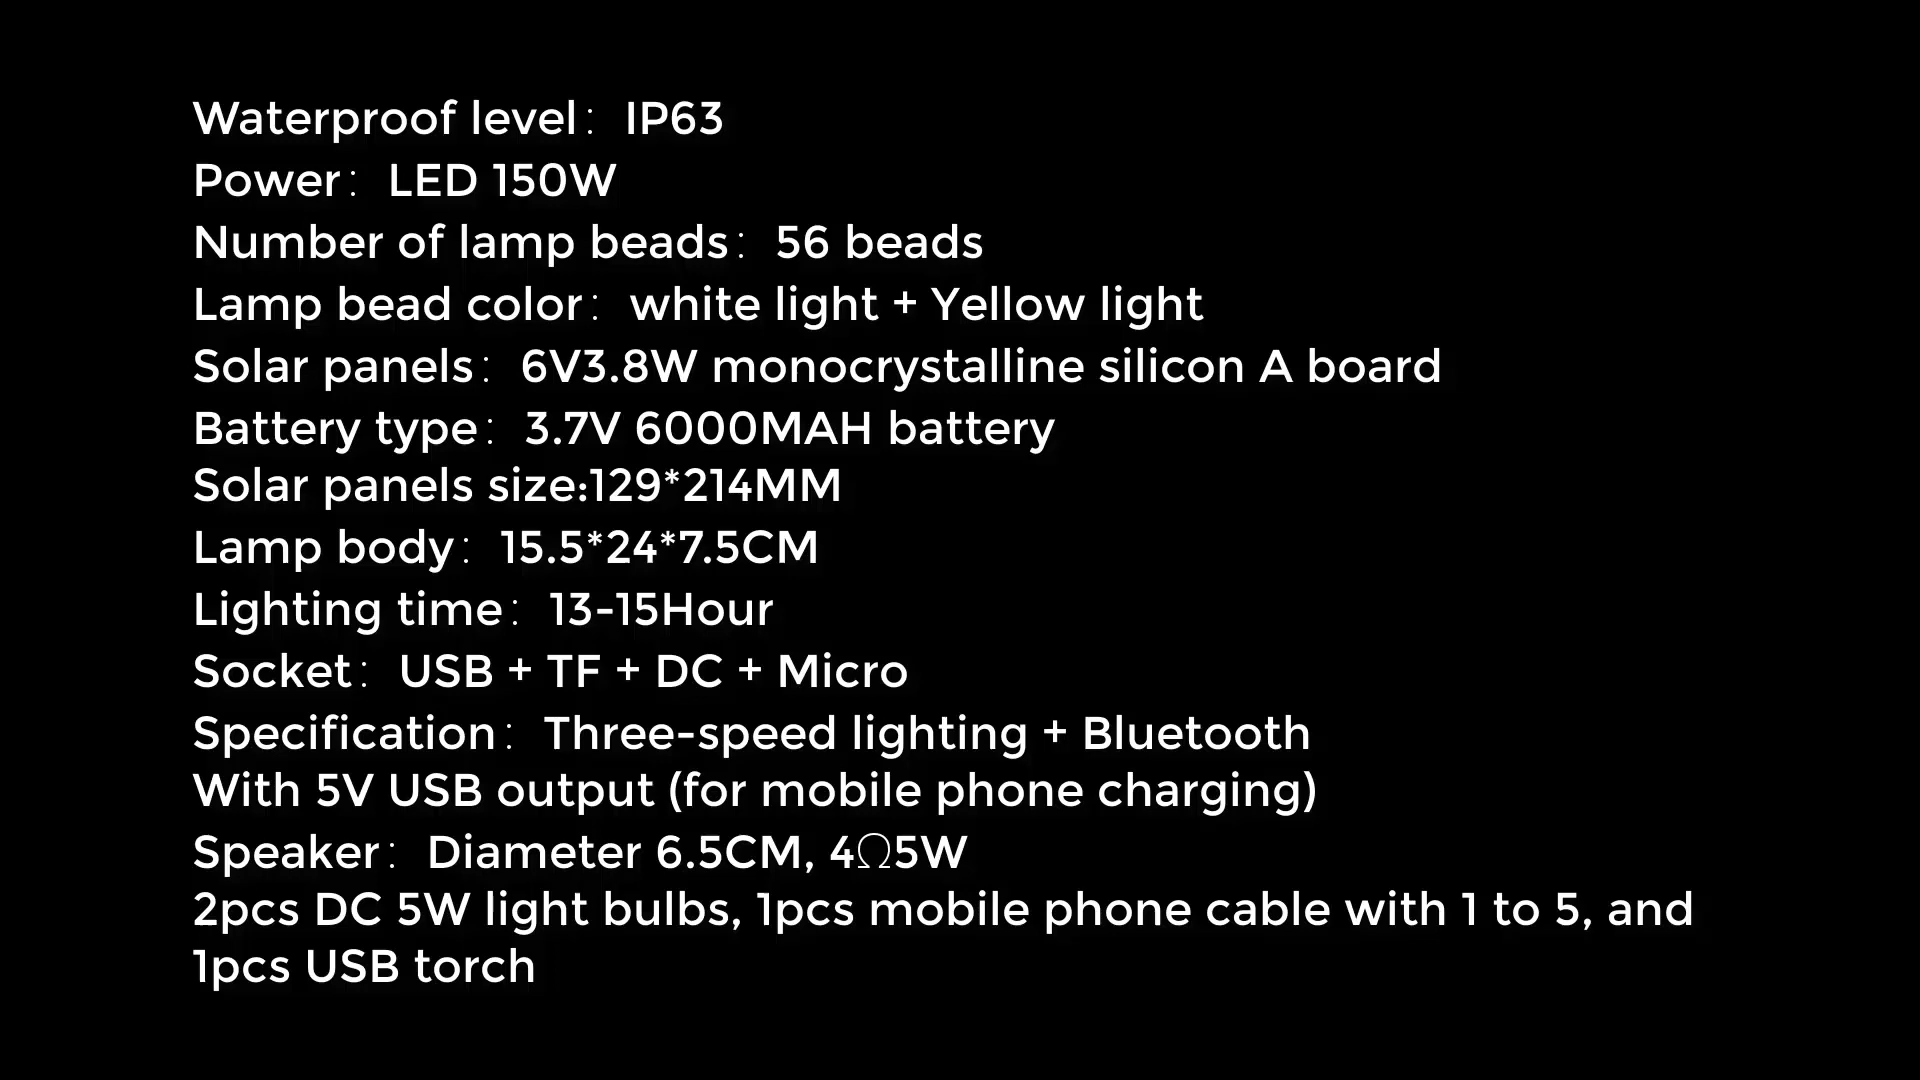 Waterproof level：IP63
Power：LED 150W
Number of lamp beads：56 beads
Lamp bead color：white light + Yellow light
Solar panels：6V3.8W monocrystalline silicon A board
Battery type：3.7V 6000MAH battery
Solar panels size:129*214MM
Lamp body：15.5*24*7.5CM
Lighting time：13-15Hour
Socket：USB + TF + DC + Micro
Specification：Three-speed lighting + Bluetooth
With 5V USB output (for mobile phone charging)
Speaker：Diameter 6.5CM, 4Ω5W
2pcs DC 5W light bulbs, 1pcs mobile phone cable with 1 to 5, and
1pcs USB torch